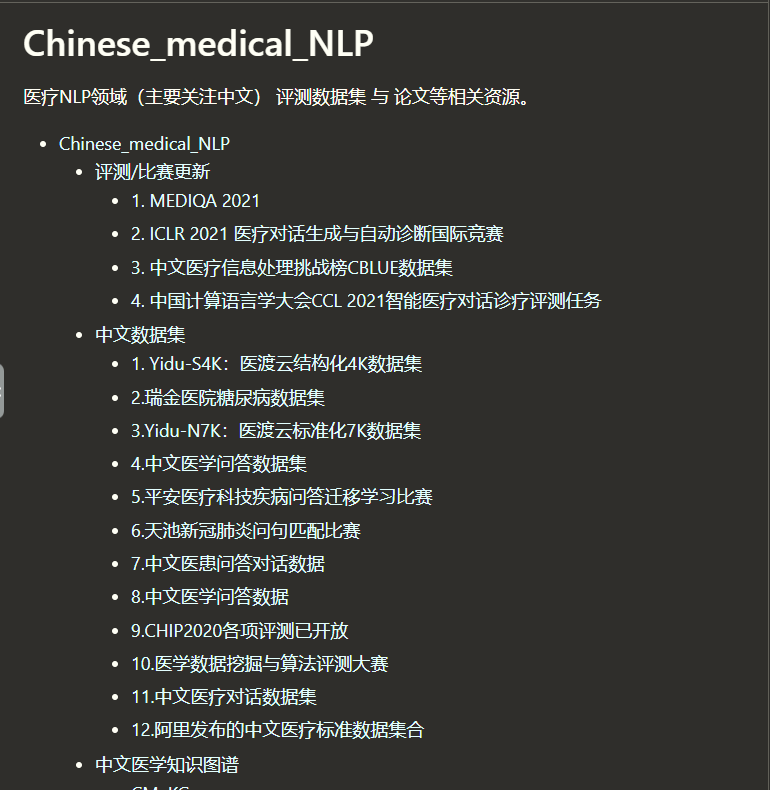 Chinese_medical_NLP
医疗NLP领域（主要关注中文） 评测数据集 与 论文等相关资源。
Chinese_medical_NLP
评测/比赛更新
1. MEDIQA 2021
2. ICLR 2021 医疗对话生成与自动诊断国际竞赛
3. 中文医疗信息处理挑战榜CBLUE数据集
4. 中国计算语言学大会CCL 2021智能医疗对话诊疗评测任务
中文数据集
1. Yidu-S4K：医渡云结构化4K数据集
2.瑞金医院糖尿病数据集
3.Yidu-N7K：医渡云标准化7K数据集
4.中文医学问答数据集
5.平安医疗科技疾病问答迁移学习比赛
6.天池新冠肺炎问句匹配比赛
7.中文医患问答对话数据
8.中文医学问答数据
9.CHIP2020各项评测已开放
10.医学数据挖掘与算法评测大赛
11.中文医疗对话数据集
12.阿里发布的中文医疗标准数据集合
中文医学知识图谱